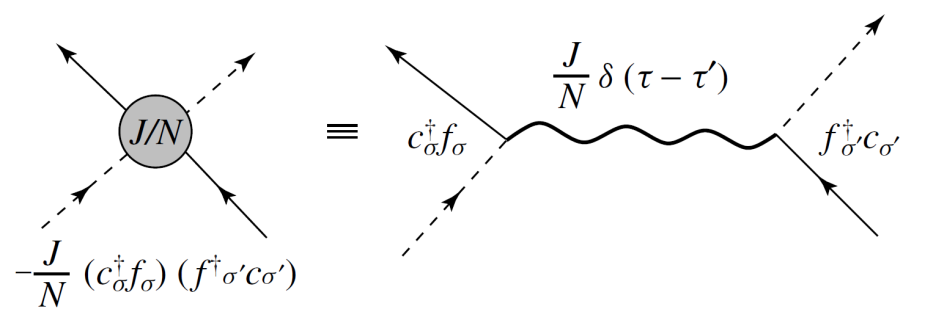 J/N
−J/N (c†σfσ) (f†σ′cσ′)
≡
J/N δ (τ − τ′)
c†σfσ
f†σ′cσ′